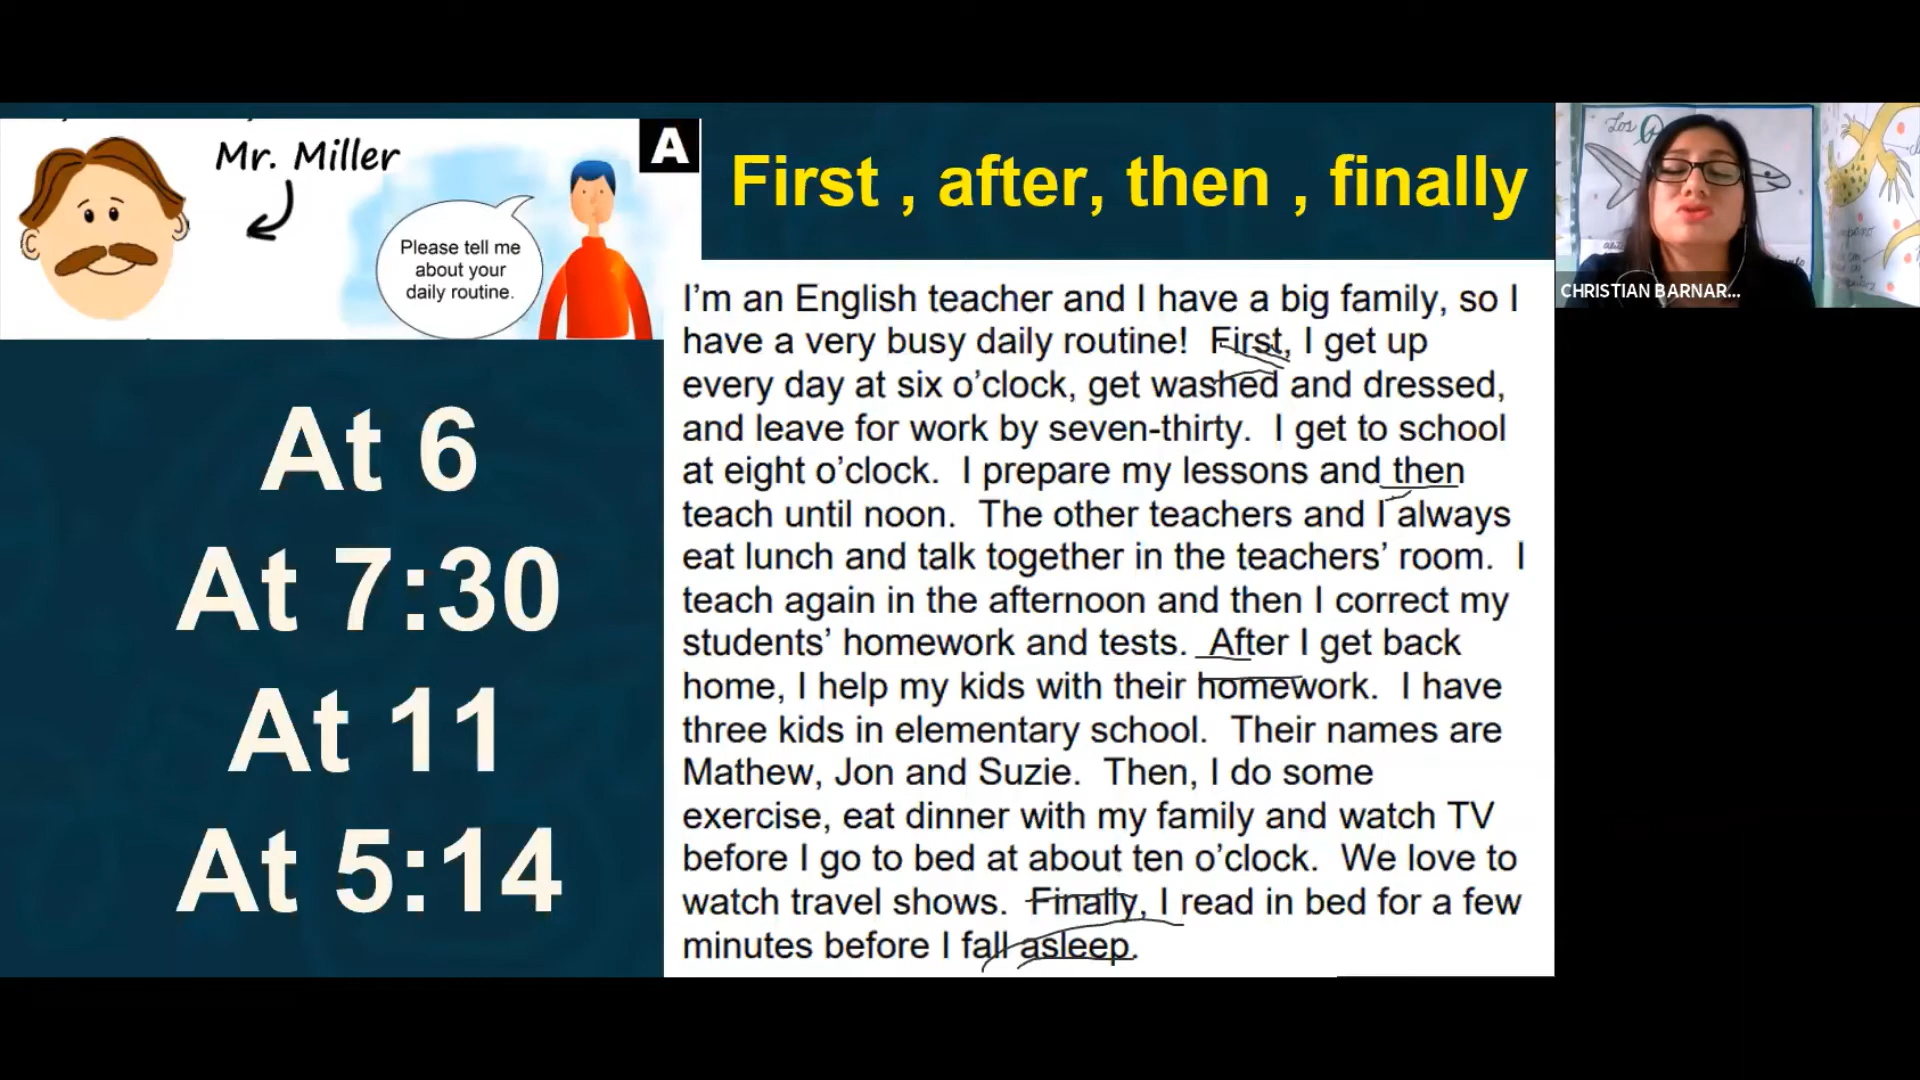 Mr. Miller
A
Please tell me
about your
daily routine.
First , after, then , finally
At 6
At 7:30
At 11
At 5:14
I’m an English teacher and I have a big family, so I
have a very busy daily routine! First, I get up
every day at six o’clock, get washed and dressed,
and leave for work by seven-thirty. I get to school
at eight o’clock. I prepare my lessons and then
teach until noon. The other teachers and I always
eat lunch and talk together in the teachers’ room. I
teach again in the afternoon and then I correct my
students’ homework and tests. After I get back
home, I help my kids with their homework. I have
three kids in elementary school. Their names are
Mathew, Jon and Suzie. Then, I do some
exercise, eat dinner with my family and watch TV
before I go to bed at about ten o’clock. We love to
watch travel shows. Finally, I read in bed for a few
minutes before I fall asleep.
Los
CHRISTIAN BARNAR...